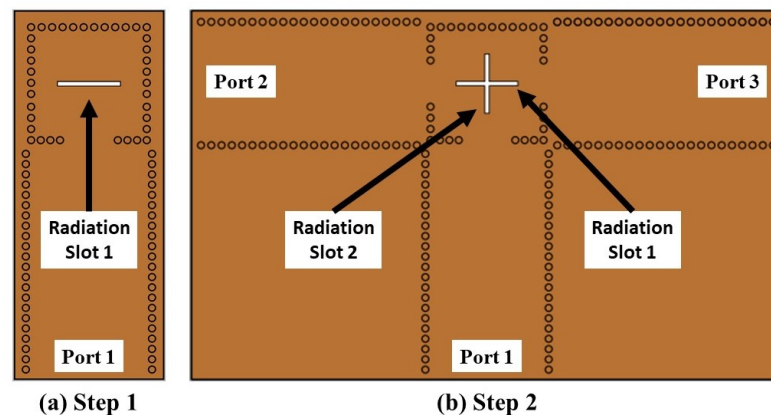 Port 2
Port 3
Radiation
Slot 1
Radiation
Slot 2
Radiation
Slot 1
Port 1
Port 1
(a) Step 1
(b) Step 2